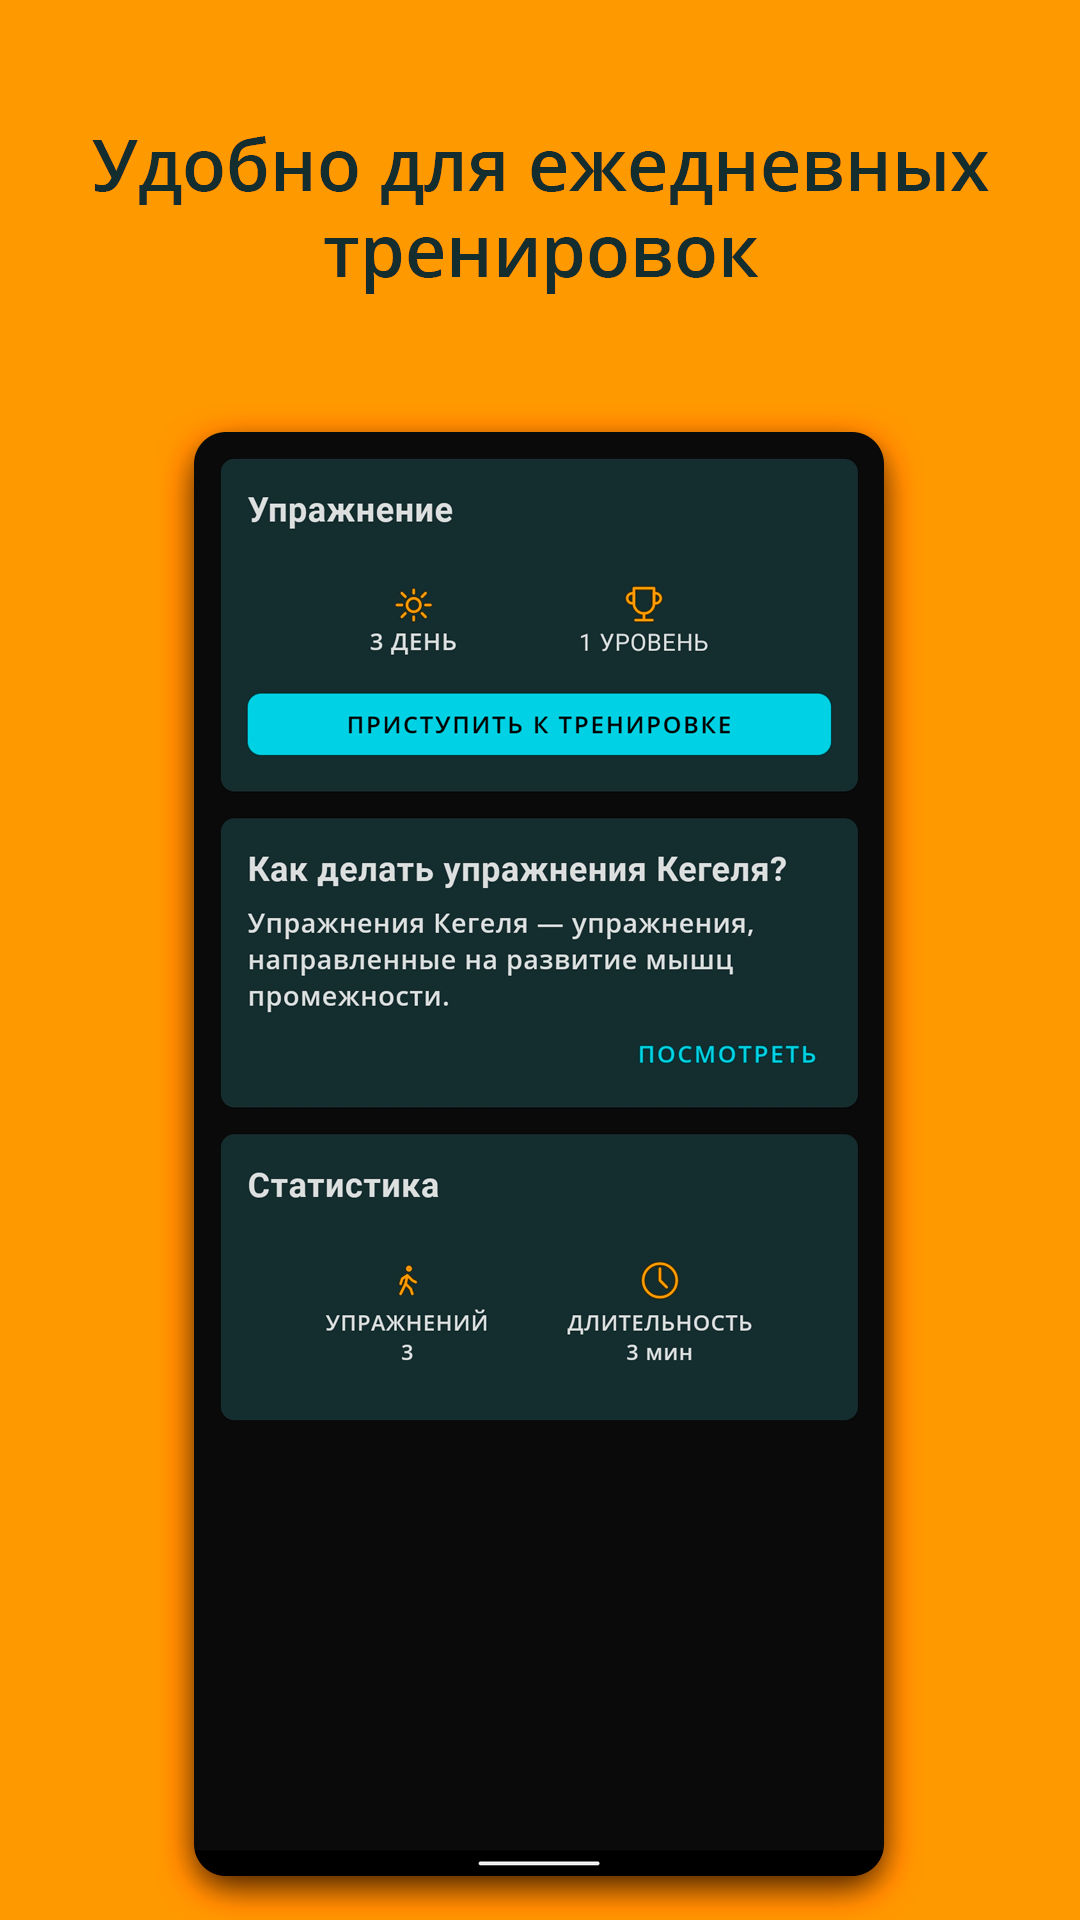 Удобно для ежедневных
тренировок
Упражнение
3 ДЕНЬ
1 УРОВЕНЬ
ПРИСТУПИТЬ К ТРЕНИРОВКЕ
Как делать упражнения Кегеля?
Упражнения Кегеля — упражнения,
направленные на развитие мышц
промежности.
ПОСМОТРЕТЬ
Статистика
УПРАЖНЕНИЙ
3
ДЛИТЕЛЬНОСТЬ
3 мин